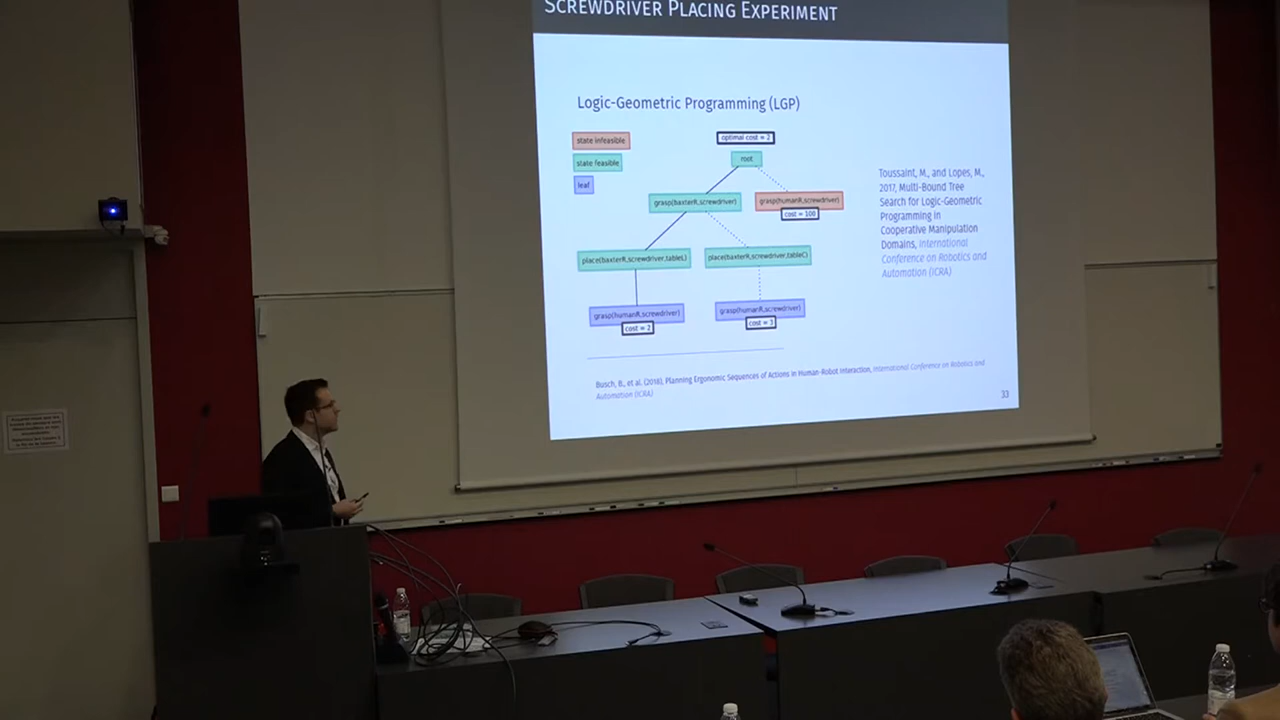 SCREWDRIVER PLACING EXPERIMENT
Logic-Geometric Programming (LGP)
state infeasible
state feasible
leaf
optimal cost = 2
root
grasp(baxterR,screwdriver)
grasp(humanR,screwdriver)
cost = 100
place(baxterR,screwdriver,tableL)
place(baxterR,screwdriver,tableC)
grasp(humanR,screwdriver)
cost = 2
grasp(humanR,screwdriver)
cost = 3
Toussaint, M., and Lopes, M.,
2017, Multi-Bound Tree
Search for Logic-Geometric
Programming in
Cooperative Manipulation
Domains, International
Conference on Robotics and
Automation (ICRA)
Busch, B., et al. (2018), Planning Ergonomic Sequences of Actions in Human-Robot Interaction, International Conference on Robotics and
Automation (ICRA)
33